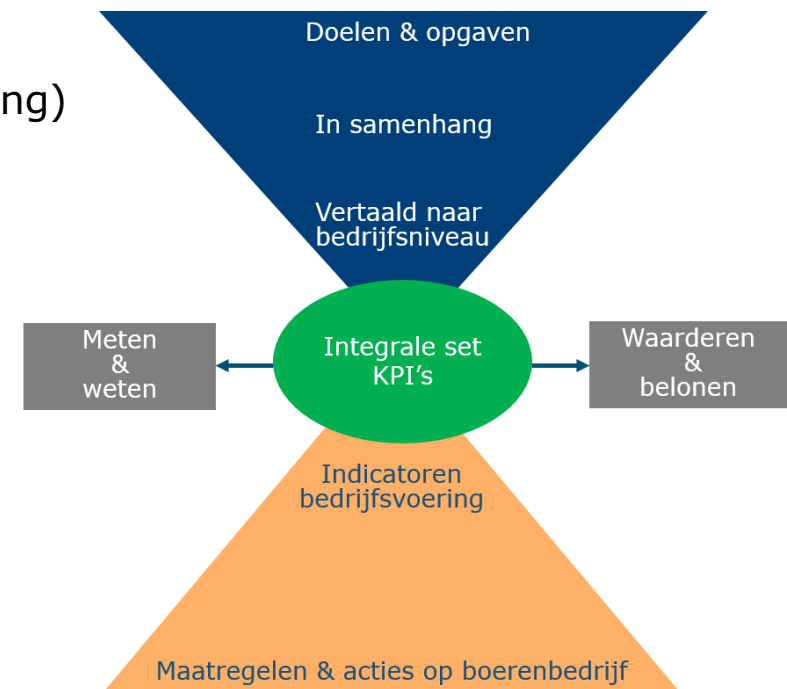 Doelen & opgaven
ng)
In samenhang
Vertaald naar
bedrijfsniveau
Meten
&
weten
Integrale set
KPI's
Waarderen
&
belonen
Indicatoren
bedrijfsvoering
Maatregelen & acties op boerenbedrijf